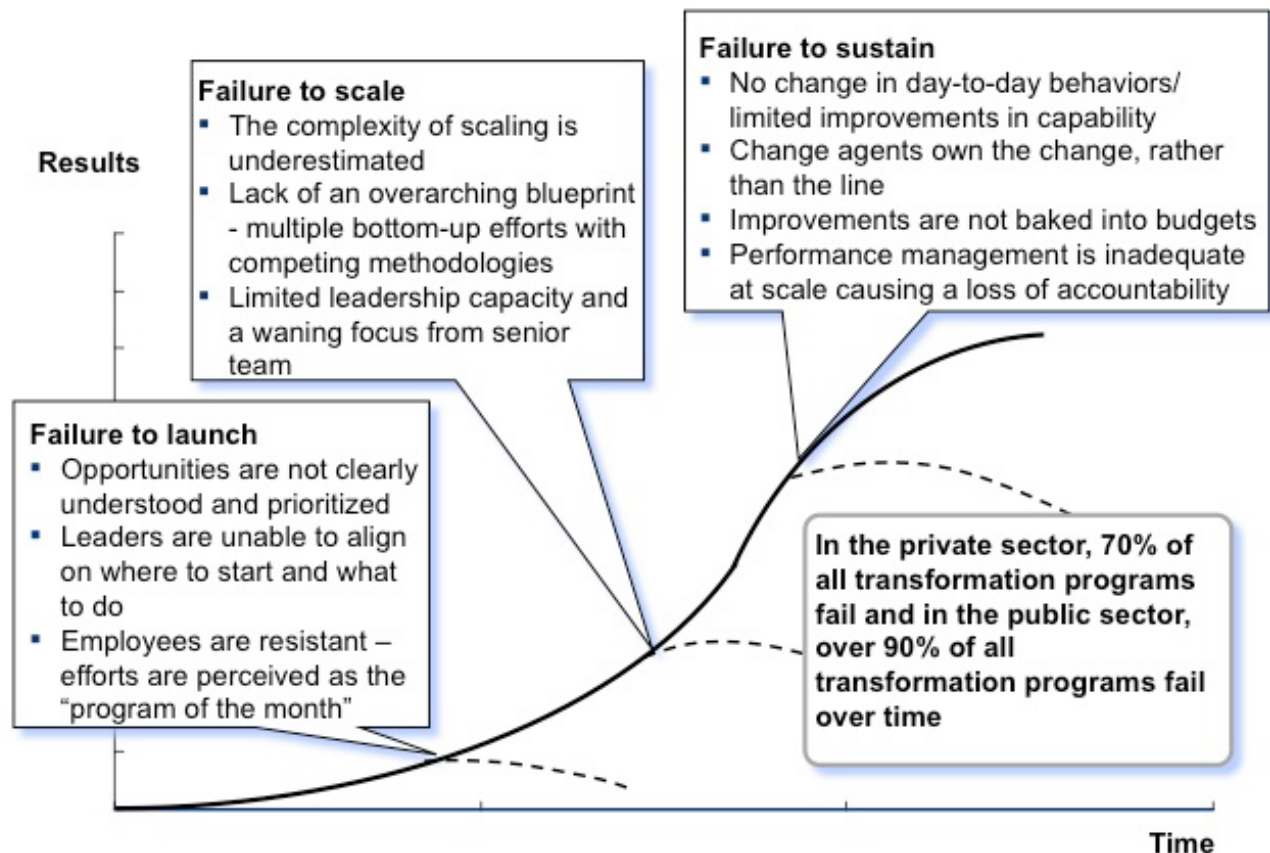 Results
Failure to launch
▪ Opportunities are not clearly
understood and prioritized
▪ Leaders are unable to align
on where to start and what
to do
▪ Employees are resistant –
efforts are perceived as the
“program of the month”
Failure to scale
▪ The complexity of scaling is
underestimated
▪ Lack of an overarching blueprint
- multiple bottom-up efforts with
competing methodologies
▪ Limited leadership capacity and
a waning focus from senior
team
Failure to sustain
▪ No change in day-to-day behaviors/
limited improvements in capability
▪ Change agents own the change, rather
than the line
▪ Improvements are not baked into budgets
▪ Performance management is inadequate
at scale causing a loss of accountability
In the private sector, 70% of
all transformation programs
fail and in the public sector,
over 90% of all
transformation programs fail
over time
Time